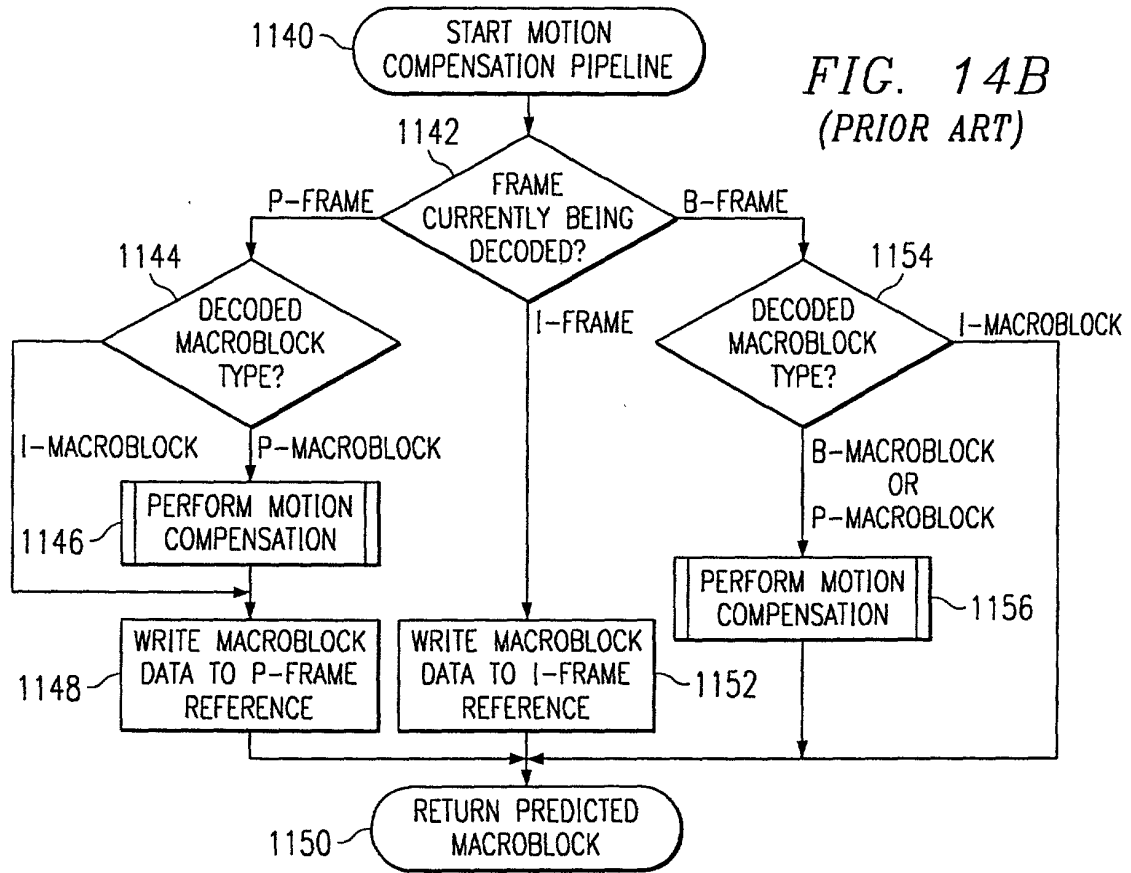 1140
START MOTION
COMPENSATION PIPELINE
FIG. 14B
(PRIOR ART)
1142
FRAME
CURRENTLY BEING
DECODED?
P-FRAME
B-FRAME
I-FRAME
1144
DECODED
MACROBLOCK
TYPE?
1154
DECODED
MACROBLOCK
TYPE?
I-MACROBLOCK
I-MACROBLOCK
P-MACROBLOCK
B-MACROBLOCK
OR
P-MACROBLOCK
1146
PERFORM MOTION
COMPENSATION
PERFORM MOTION
COMPENSATION
1156
1148
WRITE MACROBLOCK
DATA TO P-FRAME
REFERENCE
WRITE MACROBLOCK
DATA TO I-FRAME
REFERENCE
1152
1150
RETURN PREDICTED
MACROBLOCK